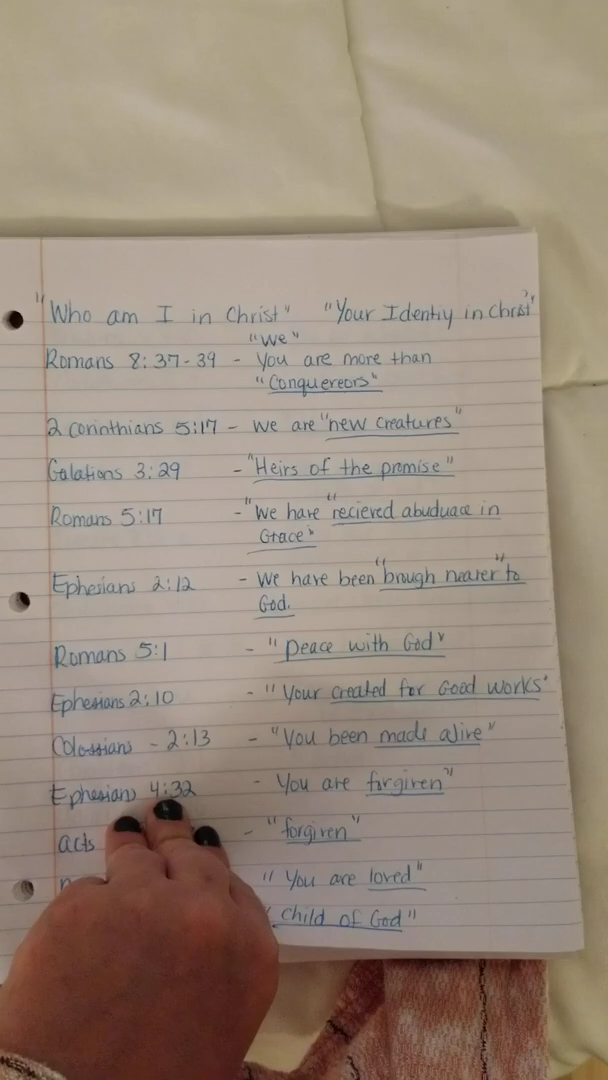 "Who am I in Christ" "Your Identiy in Christ"
"We"
Romans 8:37-39 - You are more than
"Conquereors"
2 corinthians 5:17 - we are "new creatures"
Galations 3:29 - "Heirs of the promise"
Romans 5:17 - "We have "recieved abuduace in
Grace"
Ephesians 2:12 - We have been "brough nearer" to
God.
Romans 5:1 - "Peace with God"
Ephesians 2:10 - "Your created for Good works"
Colossians - 2:13 - "You been made alive"
Ephesians 4:32 - You are forgiven"
acts - "forgiven"
"You are loved"
"Child of God"